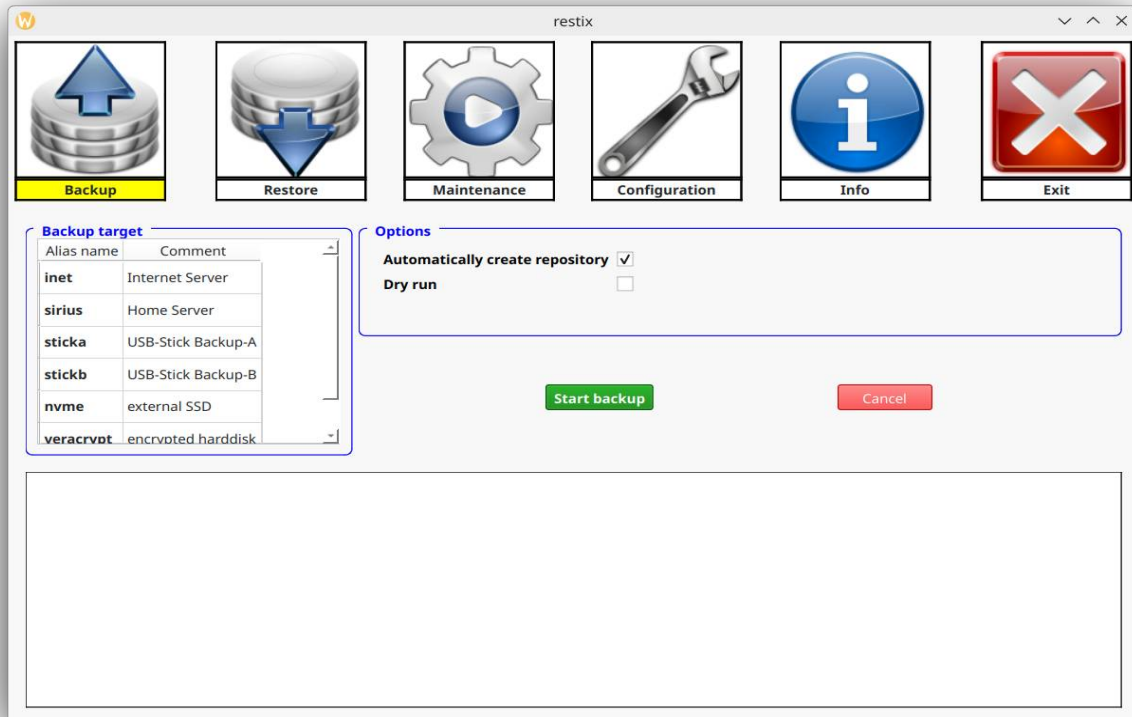 restix
Backup
Restore
Maintenance
Configuration
Info
Exit
Backup target
Alias name Comment
inet Internet Server
sirius Home Server
sticka USB-Stick Backup-A
stickb USB-Stick Backup-B
nvme external SSD
veracrypt encrypted harddisk
Options
Automatically create repository
Dry run
Start backup
Cancel